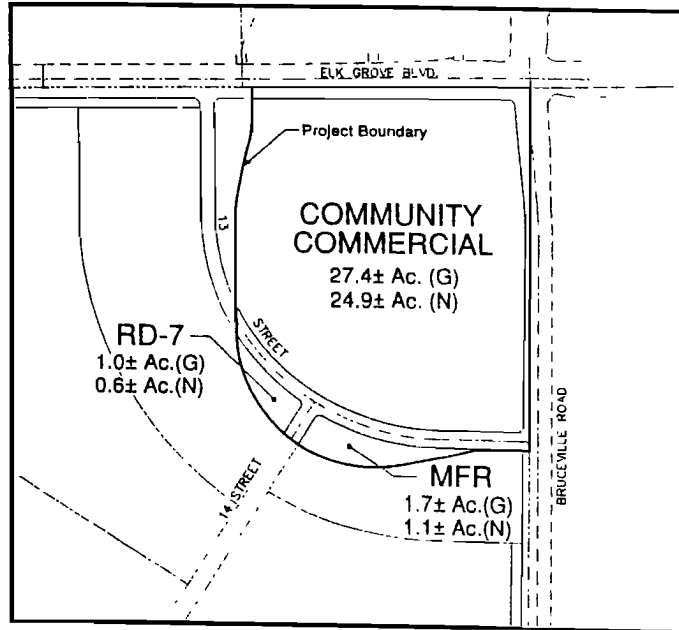 ELK GROVE BLVD.
Project Boundary
COMMUNITY
COMMERCIAL
27.4± Ac. (G)
24.9± Ac. (N)
13
STREET
RD-7
1.0± Ac.(G)
0.6± Ac.(N)
BRUCEVILLE ROAD
MFR
1.7± Ac.(G)
1.1± Ac.(N)
14 STREET